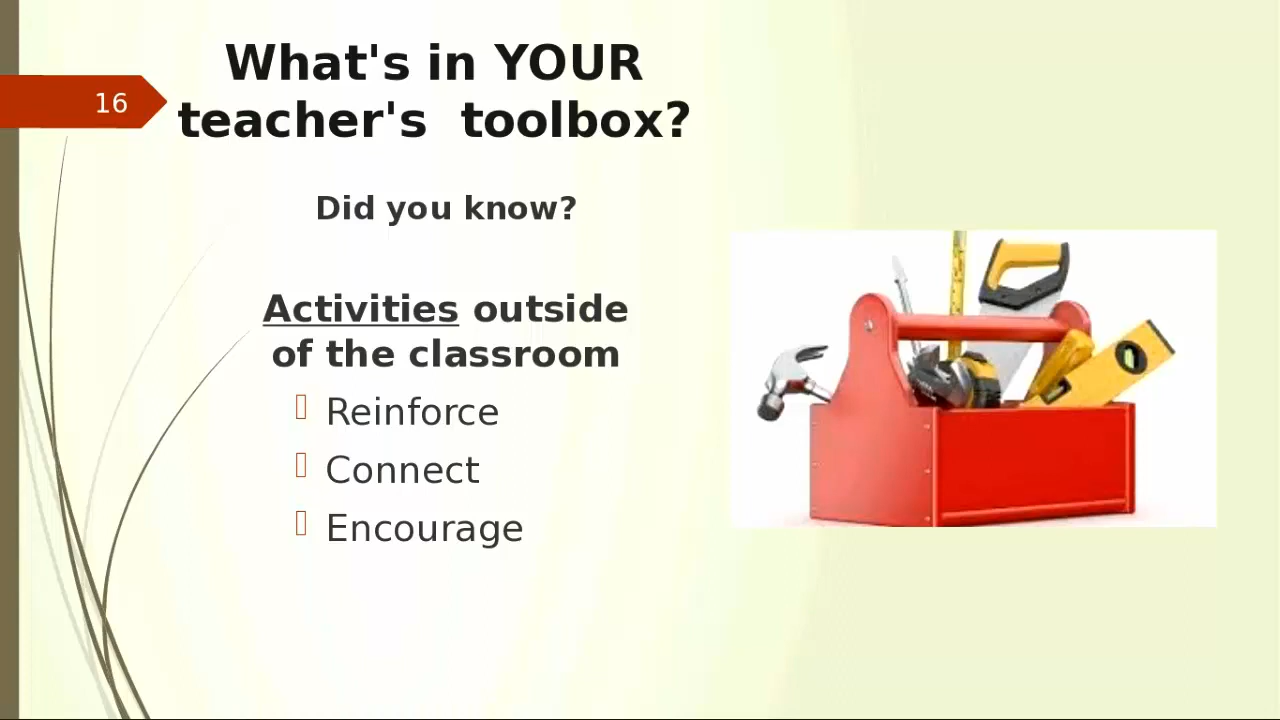 16
What's in YOUR
teacher's  toolbox?
Did you know?
Activities outside
of the classroom
Reinforce
Connect
Encourage